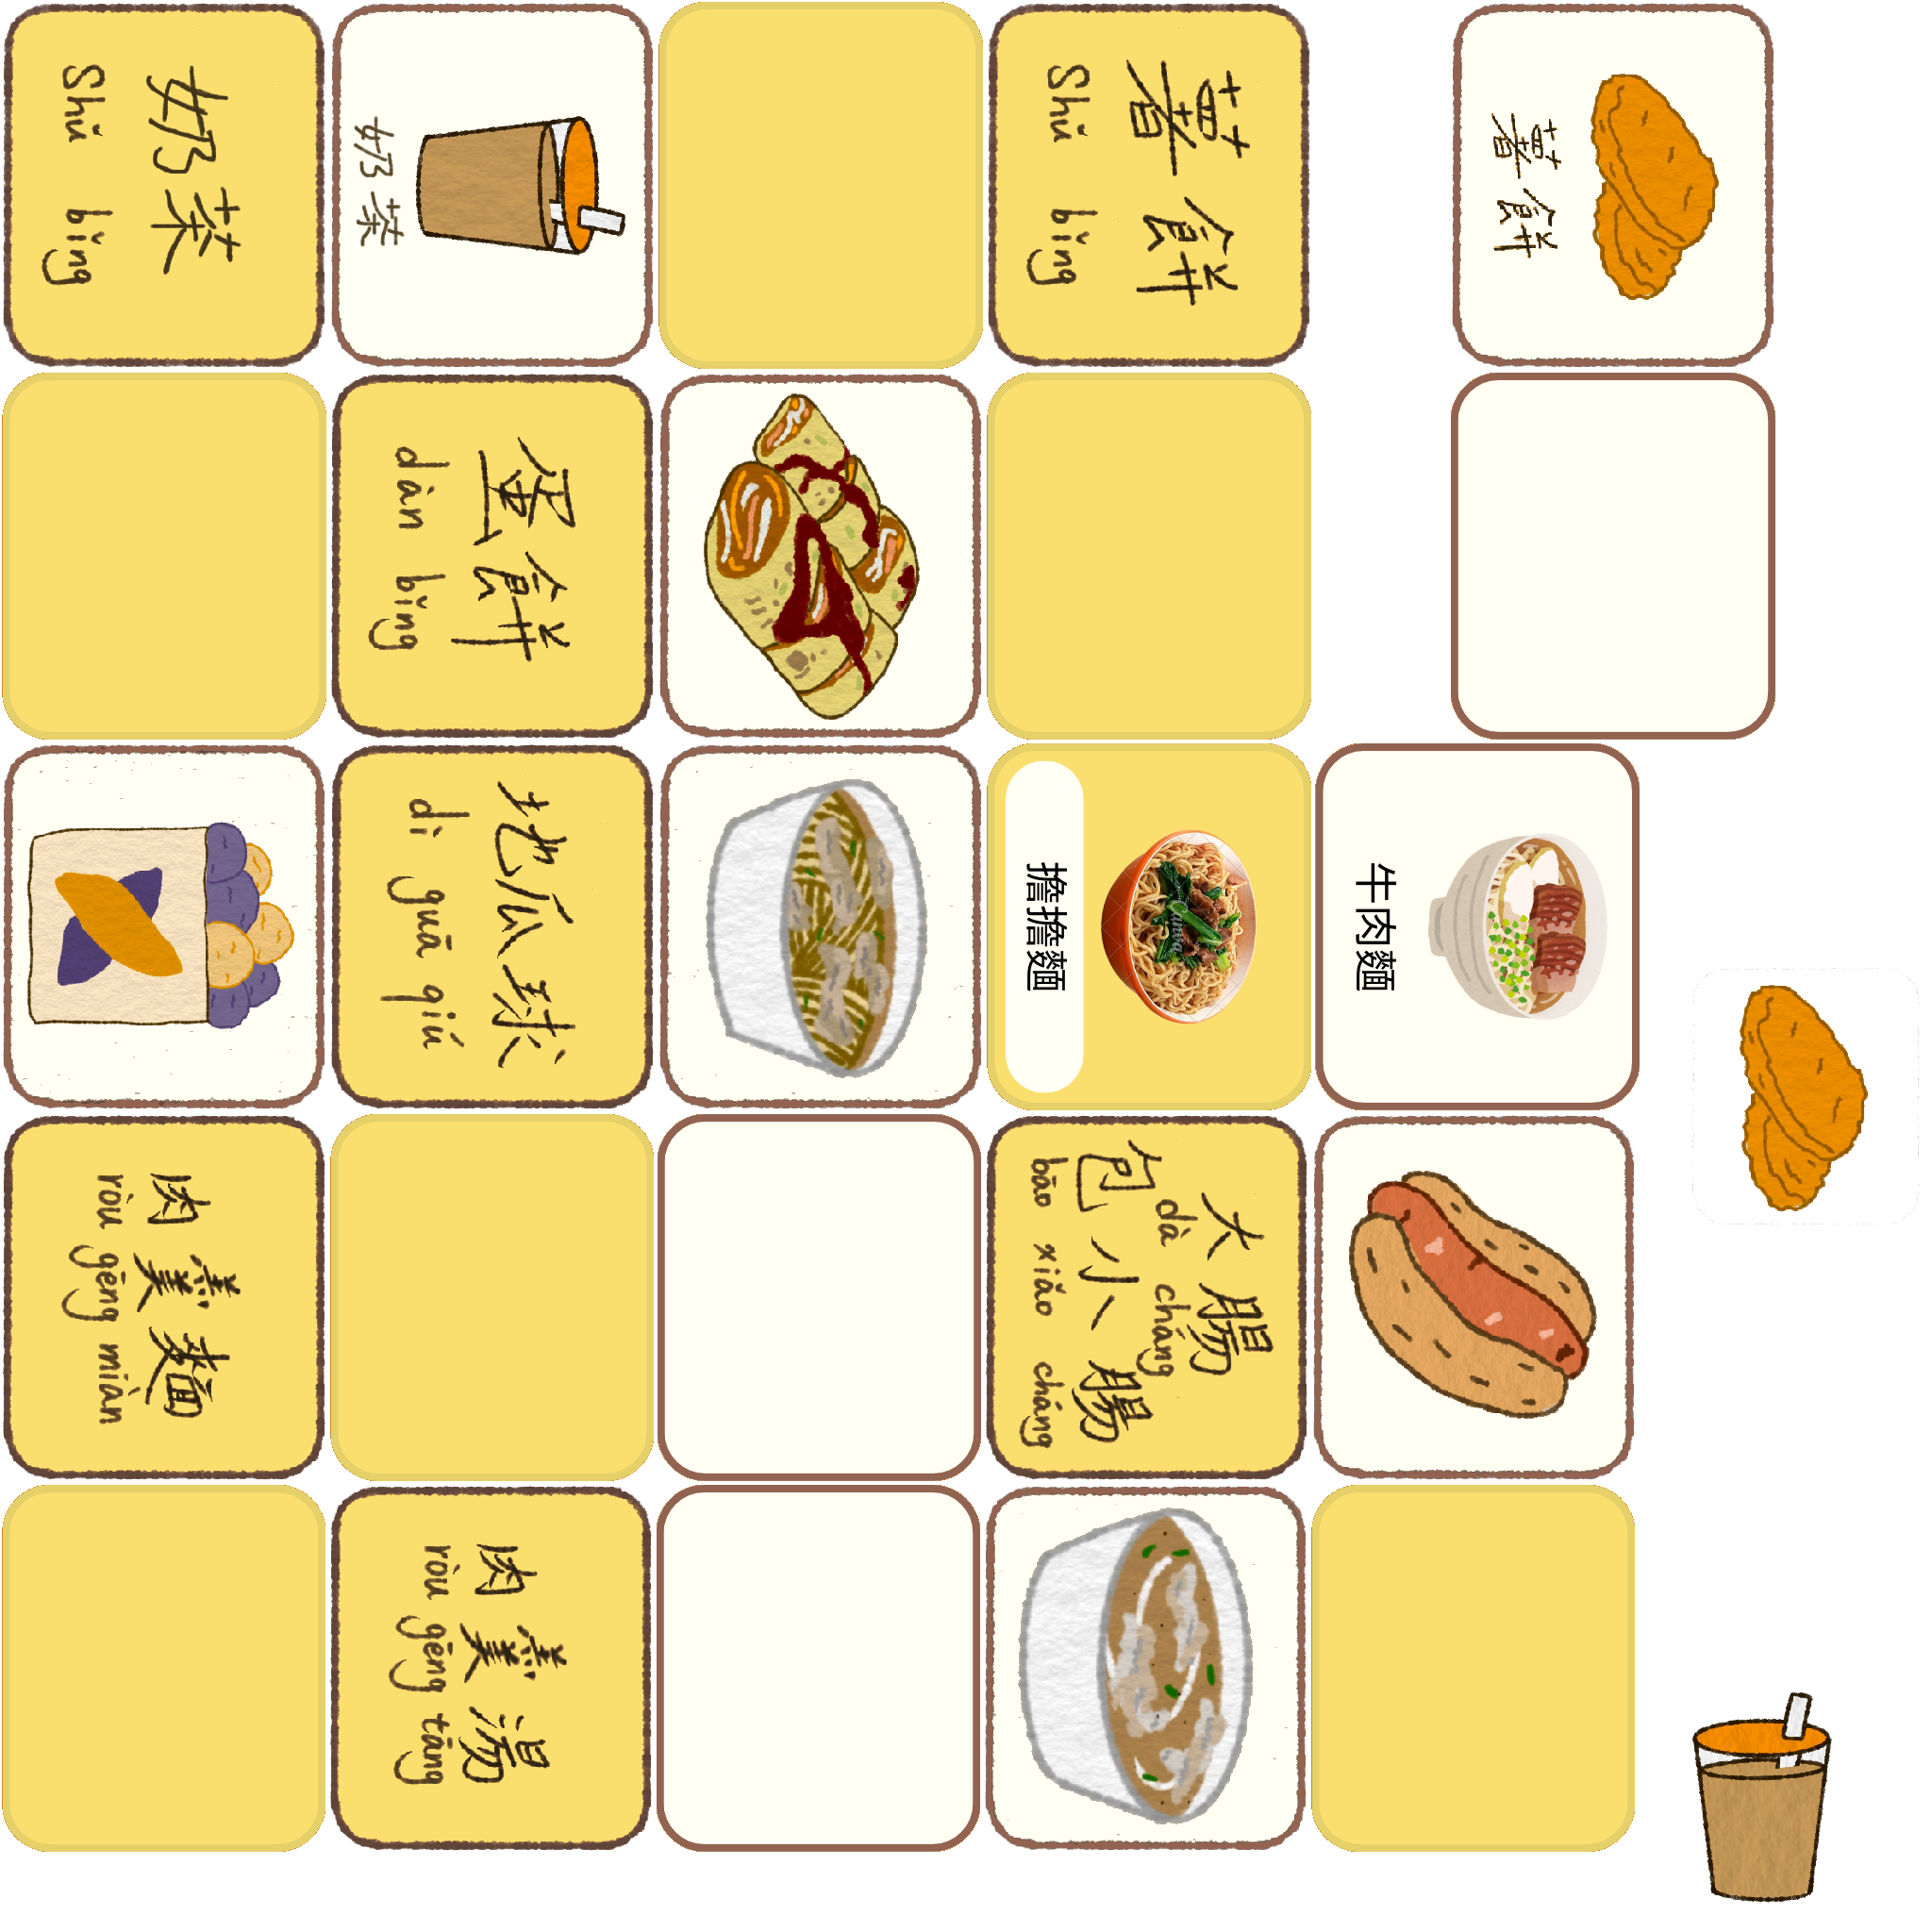 奶茶
Shǔ bǐng
奶茶
薯餅
Shǔ bǐng
薯餅
蛋餅
dàn bǐng
地瓜球
dì guā qiú
擔擔麵
牛肉麵
肉羹麵
ròu gēng miàn
大腸
dà cháng
包小腸
bāo xiǎo cháng
肉羹湯
ròu gēng tāng